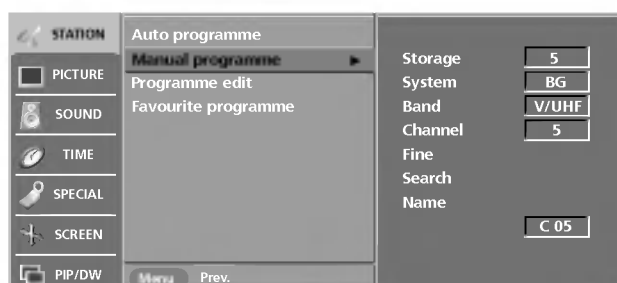 STATION
PICTURE
SOUND
TIME
SPECIAL
SCREEN
PIP/DW
Auto programme
Manual programme
Programme edit
Favourite programme
Menu Prev.
Storage 5
System BG
Band V/UHF
Channel 5
Fine
Search
Name
C 05